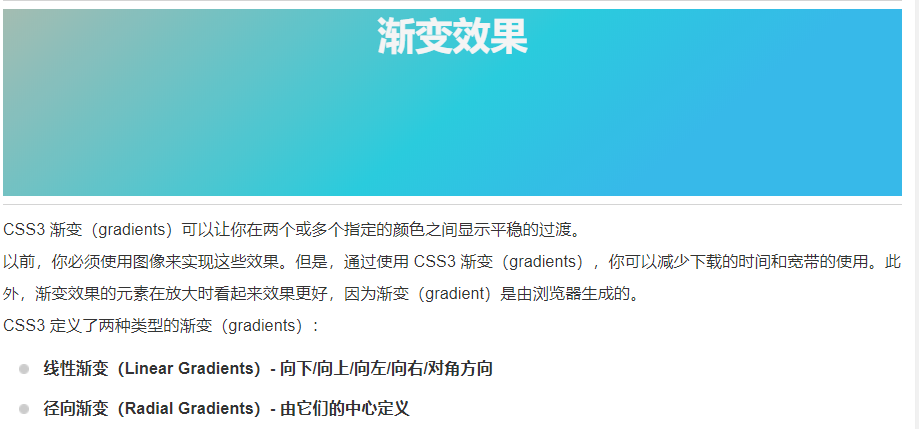 渐变效果
CSS3 渐变（gradients）可以让你在两个或多个指定的颜色之间显示平稳的过渡。
以前，你必须使用图像来实现这些效果。但是，通过使用 CSS3 渐变（gradients），你可以减少下载的时间和宽带的使用。此
外，渐变效果的元素在放大时看起来效果更好，因为渐变（gradient）是由浏览器生成的。
CSS3 定义了两种类型的渐变（gradients）：
线性渐变（Linear Gradients）- 向下/向上/向左/向右/对角方向
径向渐变（Radial Gradients）- 由它们的中心定义